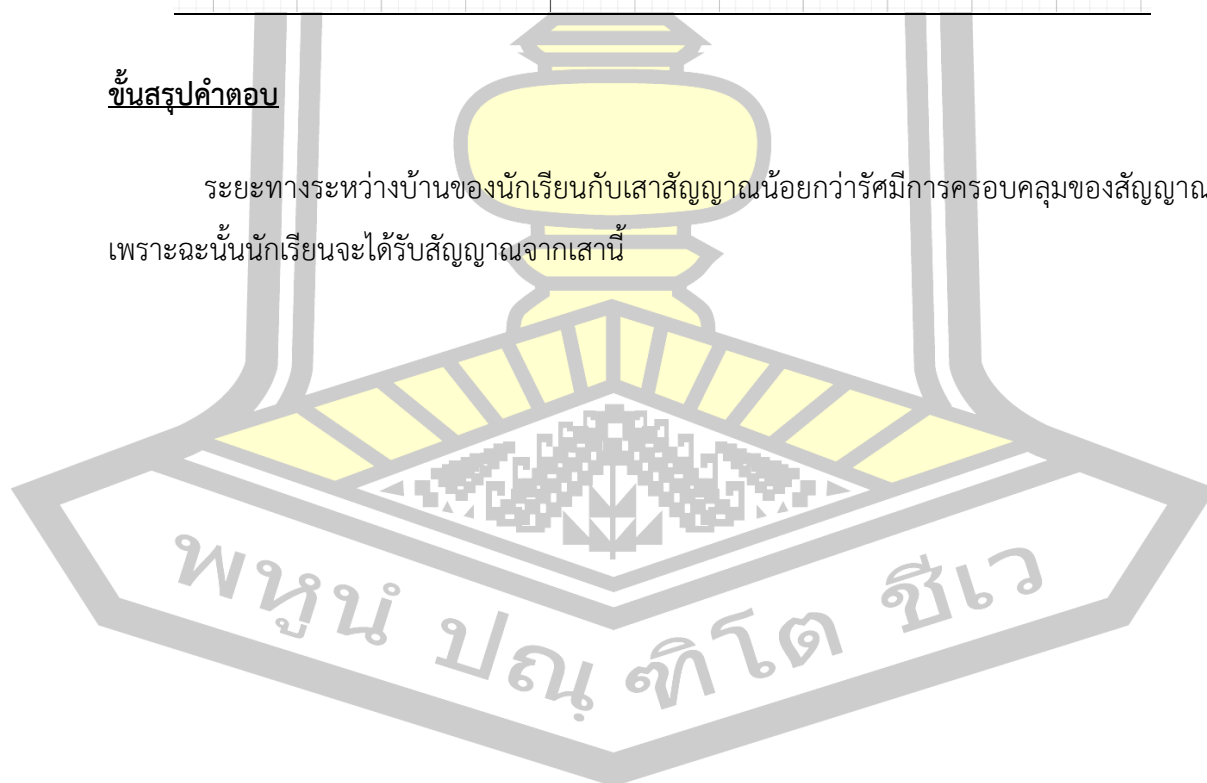 ขั้นสรุปคำตอบ
ระยะทางระหว่างบ้านของนักเรียนกับเสาสัญญาณน้อยกว่ารัศมีการครอบคลุมของสัญญาณ
เพราะฉะนั้นนักเรียนจะได้รับสัญญาณจากเสานี้
พหูนํ ปณฺฑิโต ชีเว